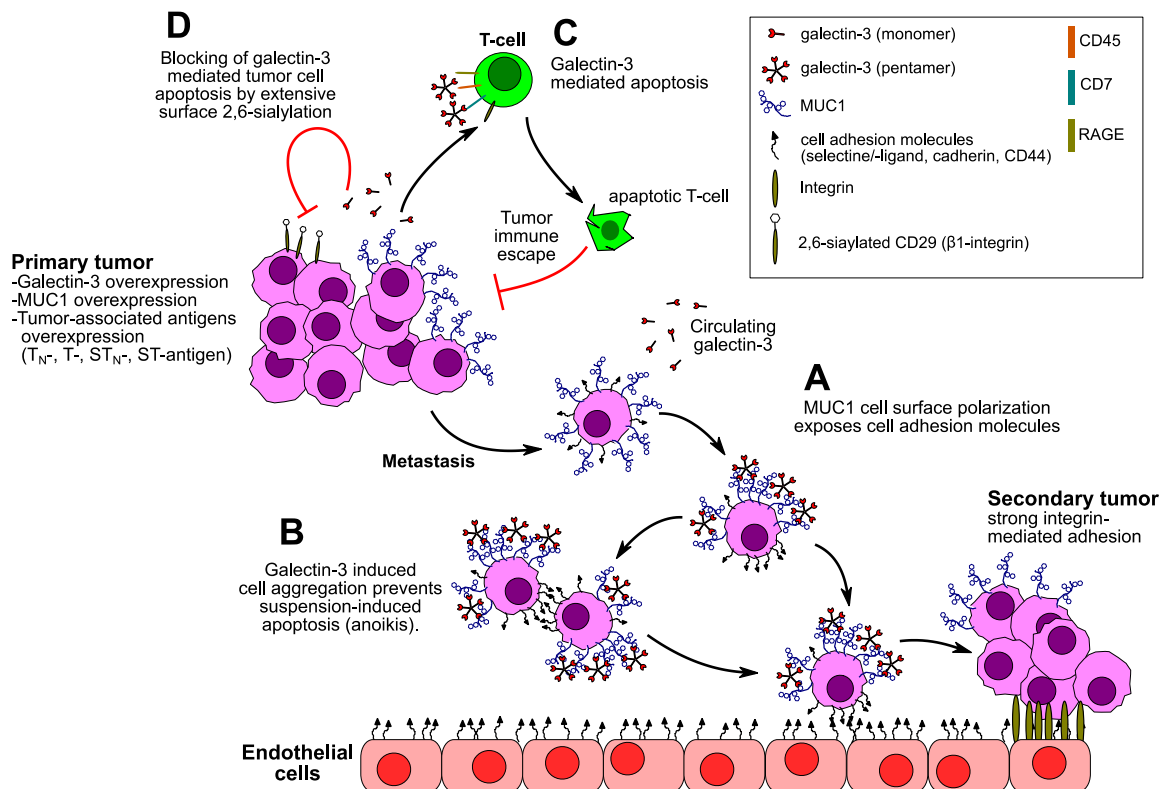 D
Blocking of galectin-3
mediated tumor cell
apoptosis by extensive
surface 2,6-sialylation
T-cell
C
Galectin-3
mediated apoptosis
galectin-3 (monomer)
galectin-3 (pentamer)
MUC1
cell adhesion molecules
(selectine/-ligand, cadherin, CD44)
Integrin
2,6-siaylated CD29 (β1-integrin)
CD45
CD7
RAGE
apaptotic T-cell
Tumor
immune
escape
Primary tumor
-Galectin-3 overexpression
-MUC1 overexpression
-Tumor-associated antigens
overexpression
(TN-, T-, STN-, ST-antigen)
Circulating
galectin-3
A
MUC1 cell surface polarization
exposes cell adhesion molecules
Metastasis
B
Galectin-3 induced
cell aggregation prevents
suspension-induced
apoptosis (anoikis).
Secondary tumor
strong integrin-
mediated adhesion
Endothelial
cells